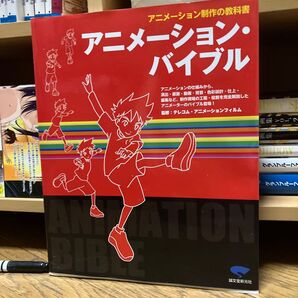 アニメーション制作の教科書
アニメーション・
バイブル
アニメーションの仕組みから、
演出・原画・動画・背景・色彩設計・仕上・
撮影など、制作現場の工程・役割を完全解説した
アニメーターのバイブル登場!
監修:テレコム・アニメーションフィルム
ANIMATION
BIBLE
誠文堂新光社